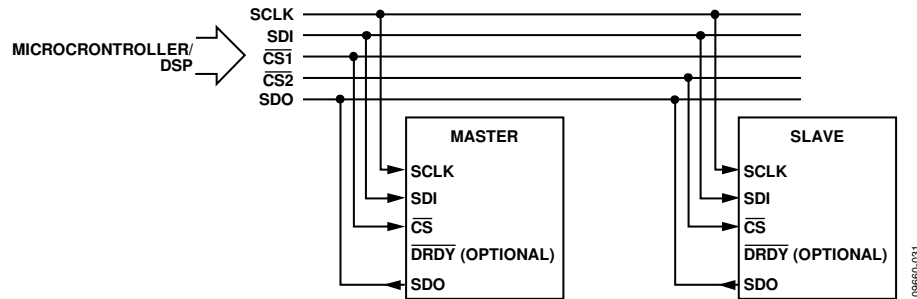 SCLK
SDI
MICROCRONTROLLER/
DSP
CS1
CS2
SDO
MASTER
SCLK
SDI
CS
DRDY (OPTIONAL)
SDO
SLAVE
SCLK
SDI
CS
DRDY (OPTIONAL)
SDO
09660-031